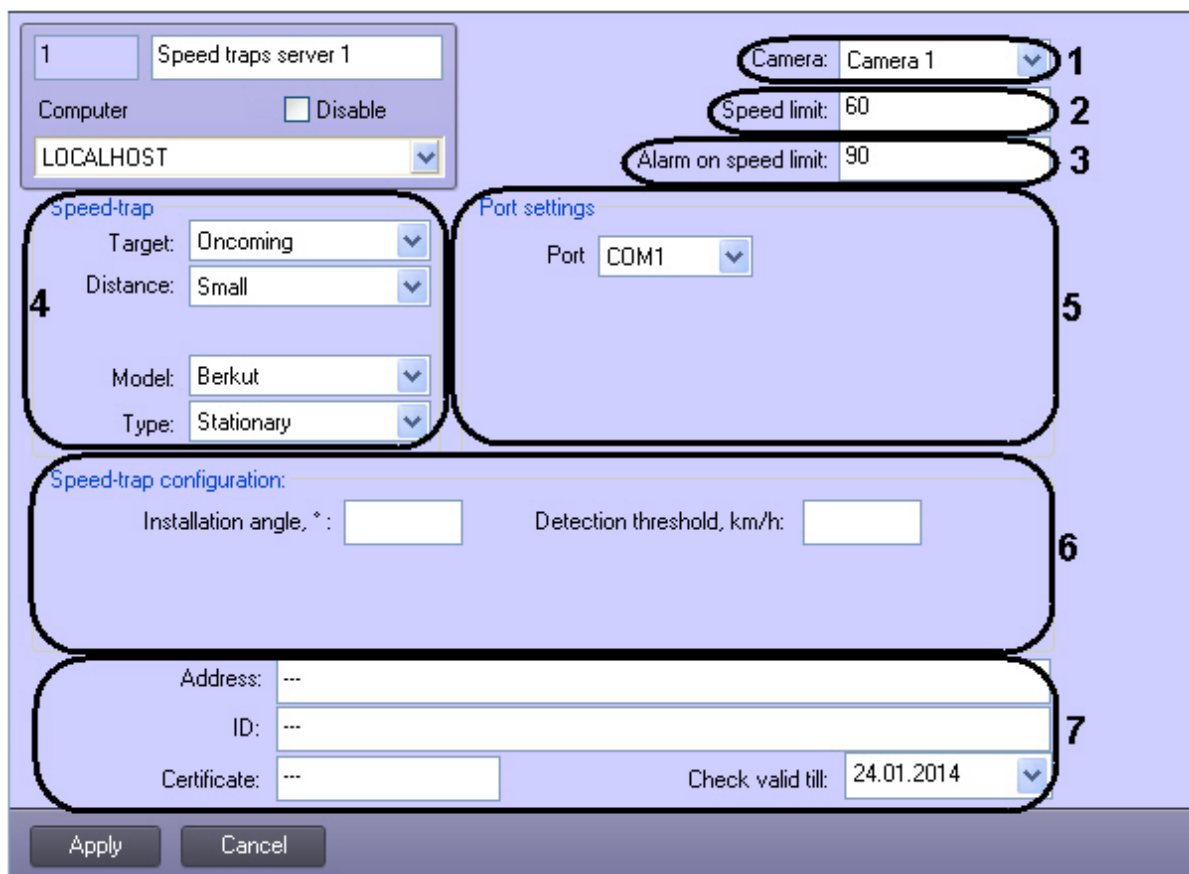 1 Speed traps server 1
Computer Disable
LOCALHOST
Camera: Camera 1 1
Speed limit: 60 2
Alarm on speed limit: 90 3
Speed-trap
Target: Oncoming
Distance: Small
4
Model: Berkut
Type: Stationary
Port settings
Port COM1
5
Speed-trap configuration:
Installation angle, ° : Detection threshold, km/h:
6
Address: ---
ID: ---
7
Certificate: --- Check valid till: 24.01.2014
Apply Cancel